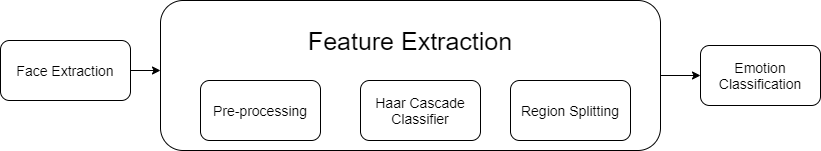 Face Extraction
Feature Extraction
Pre-processing
Haar Cascade
Classifier
Region Splitting
Emotion
Classification